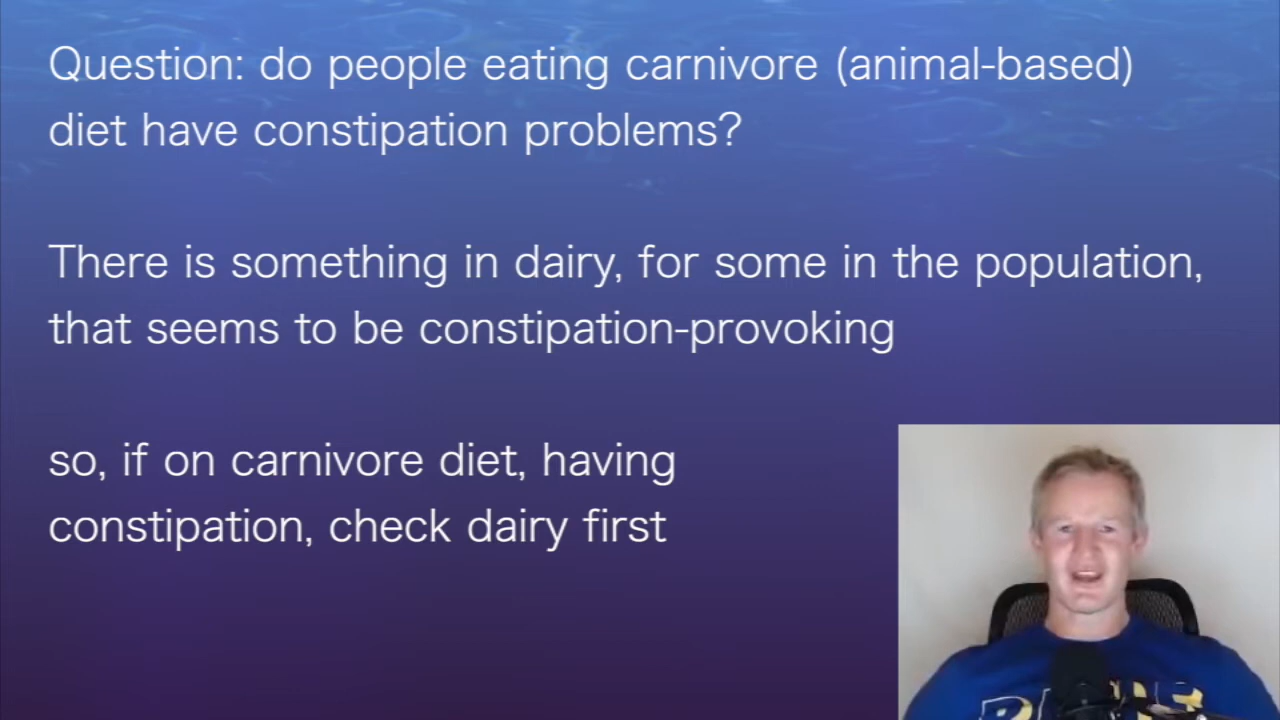 Question: do people eating carnivore (animal-based)
diet have constipation problems?
There is something in dairy, for some in the population,
that seems to be constipation-provoking
so, if on carnivore diet, having
constipation, check dairy first